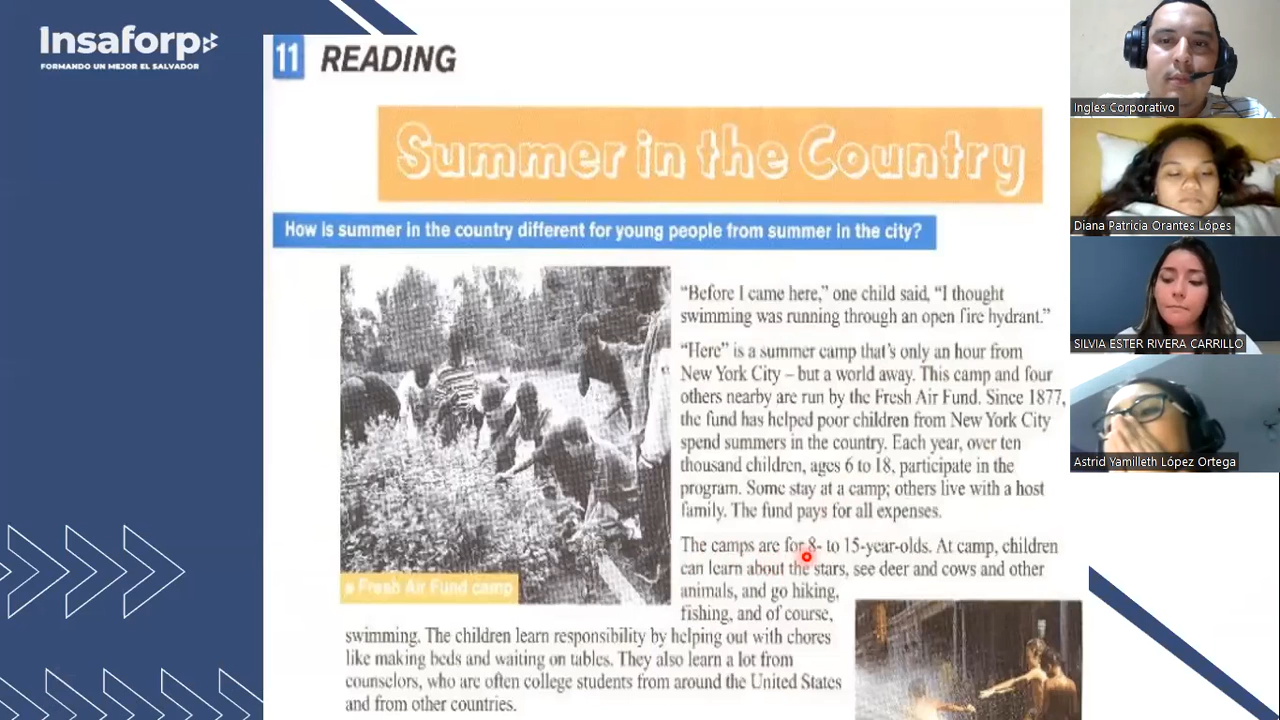 Insaforp
FORMANDO UN MEJOR EL SALVADOR
11 READING
Summer in the Country
How is summer in the country different for young people from summer in the city?
"Before I came here," one child said, "I thought
swimming was running through an open fire hydrant."
"Here" is a summer camp that's only an hour from
New York City – but a world away. This camp and four
others nearby are run by the Fresh Air Fund. Since 1877,
the fund has helped poor children from New York City
spend summers in the country. Each year, over ten
thousand children, ages 6 to 18, participate in the
program. Some stay at a camp; others live with a host
family. The fund pays for all expenses.
The camps are for 8- to 15-year-olds. At camp, children
can learn about the stars, see deer and cows and other
animals, and go hiking,
fishing, and of course,
swimming. The children learn responsibility by helping out with chores
like making beds and waiting on tables. They also learn a lot from
counselors, who are often college students from around the United States
and from other countries.
a Fresh Air Fund camp
Ingles Corporativo
Diana Patricia Orantes Lópes
SILVIA ESTER RIVERA CARRILLO
Astrid Yamilleth López Ortega